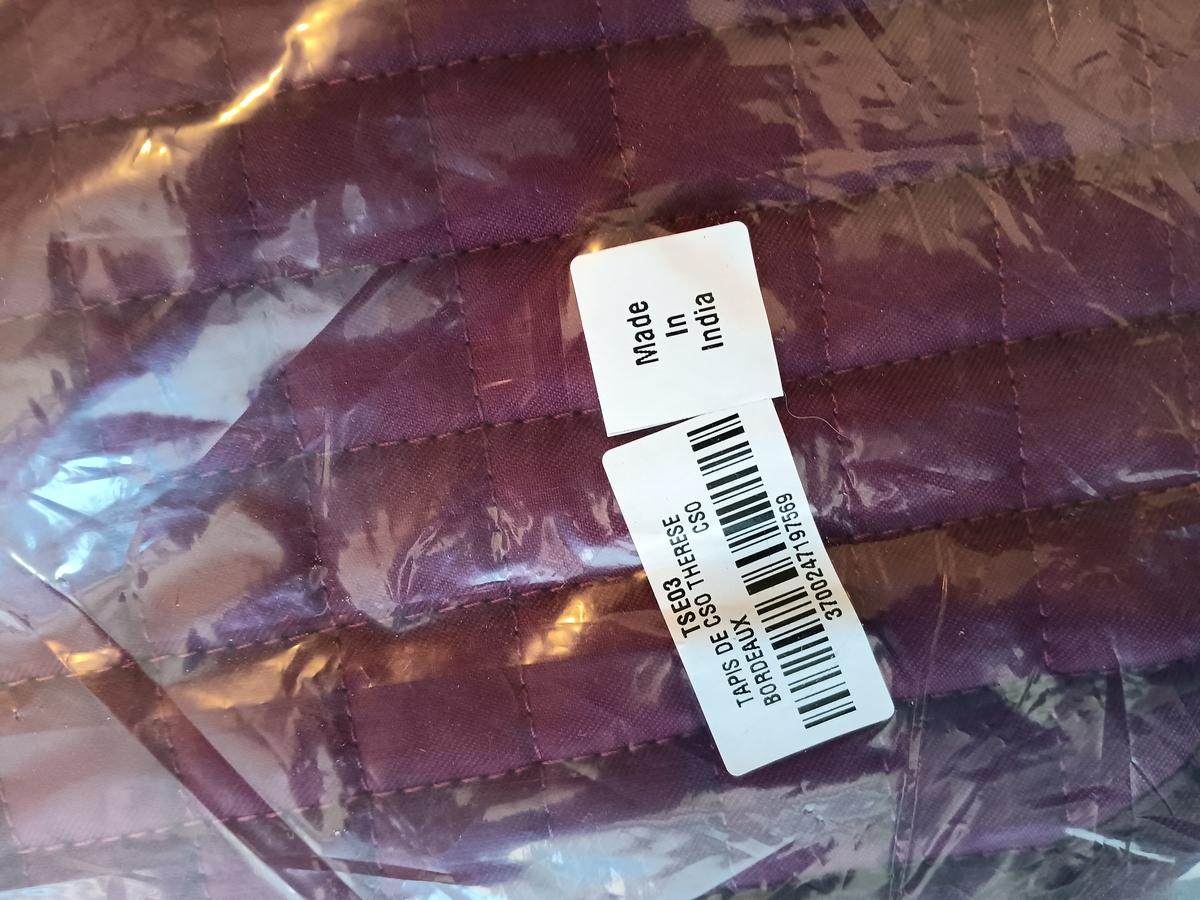 Made
In
India
TSE03
TAPIS DE CSO THERESE
BORDEAUX CSO
3700247197569